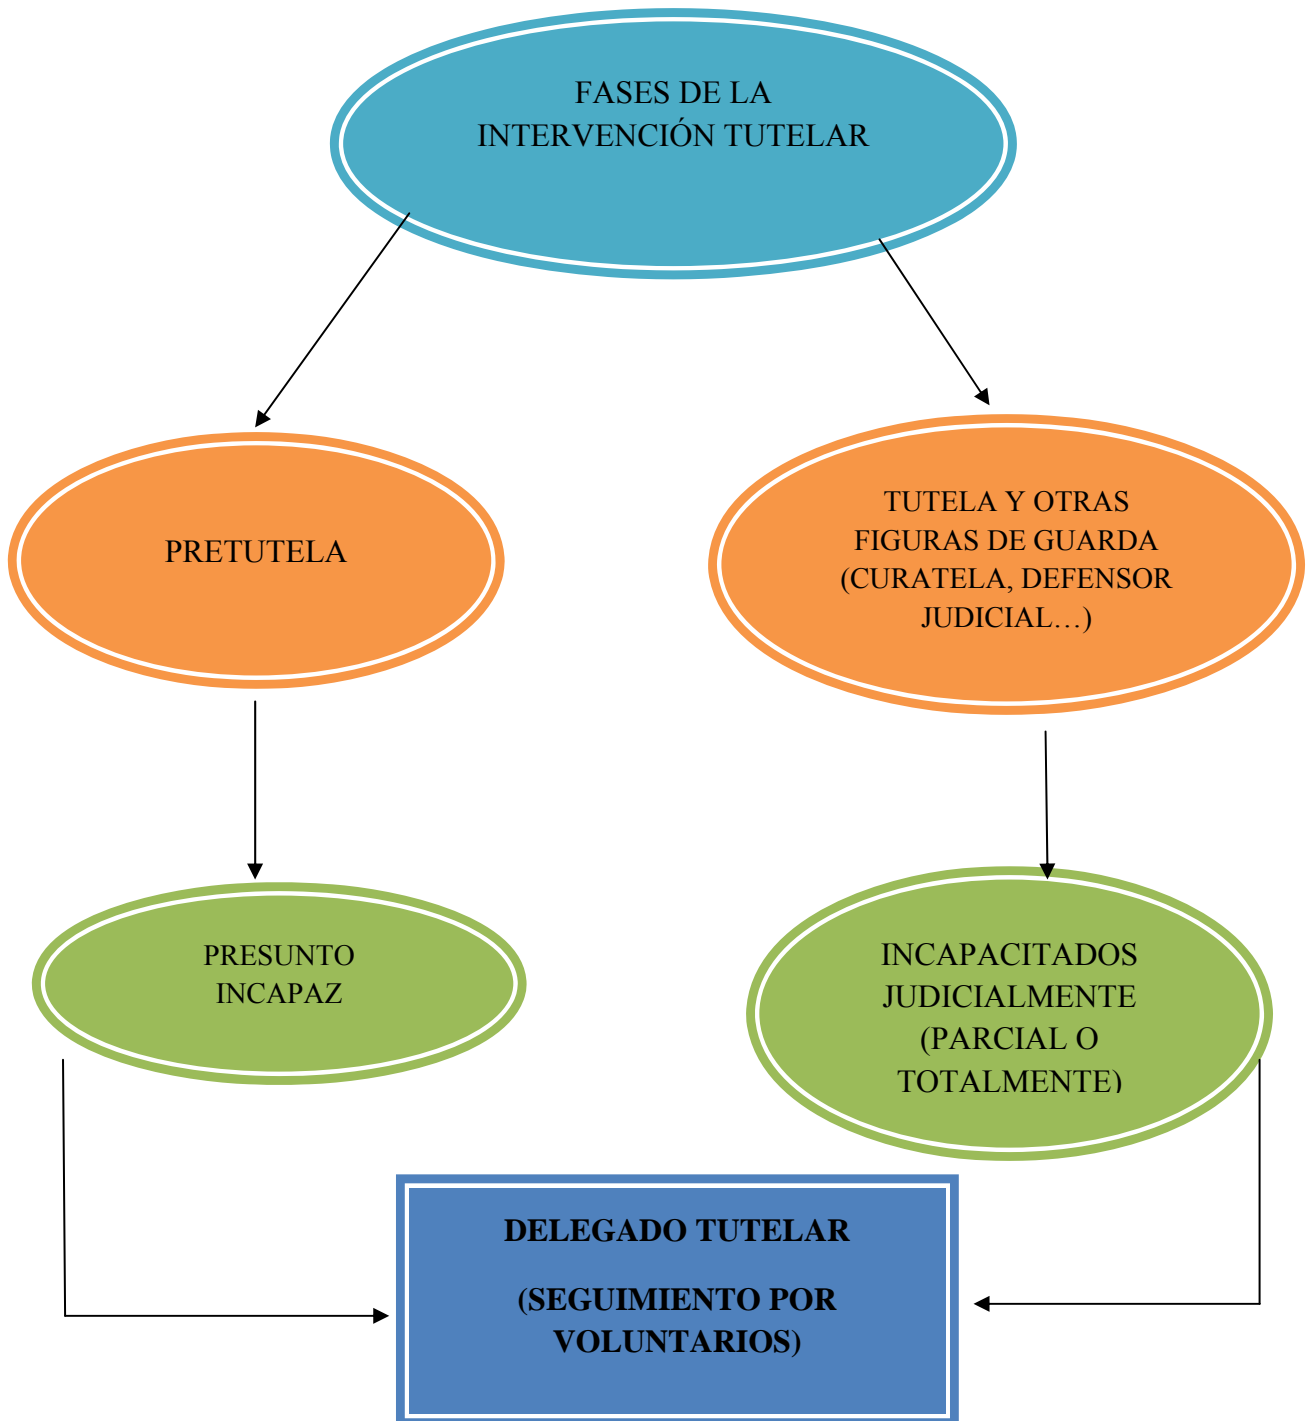 FASES DE LA
INTERVENCIÓN TUTELAR
PRETUTELA
TUTELA Y OTRAS
FIGURAS DE GUARDA
(CURATELA, DEFENSOR
JUDICIAL…)
PRESUNTO
INCAPAZ
INCAPACITADOS
JUDICIALMENTE
(PARCIAL O
TOTALMENTE)
DELEGADO TUTELAR
(SEGUIMIENTO POR
VOLUNTARIOS)